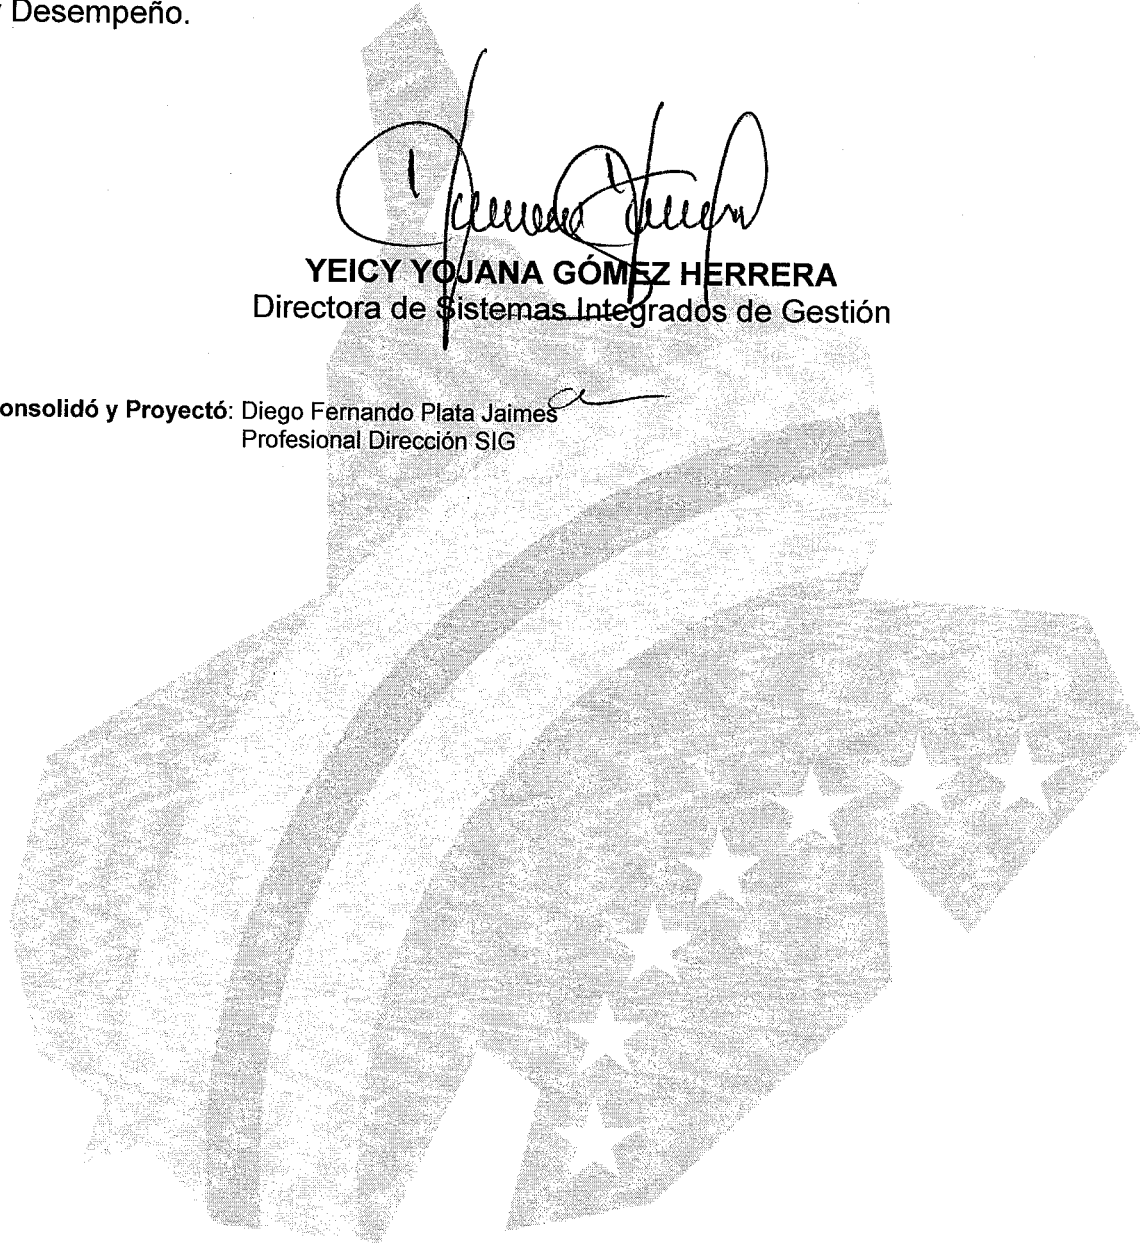 Desempeño.
YEICY YOJANA GÓMEZ HERRERA
Directora de Sistemas Integrados de Gestión
onsolidó y Proyectó: Diego Fernando Plata Jaimes
Profesional Dirección SIG